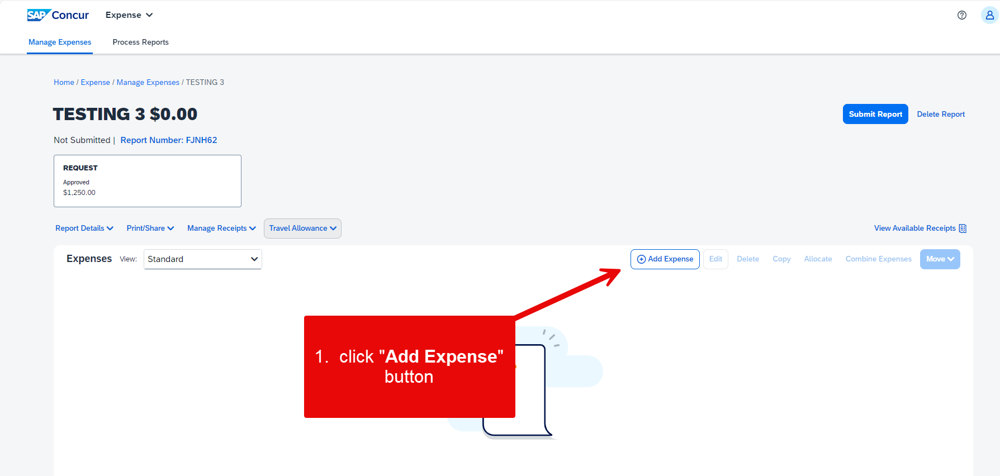 SAP Concur Expense
Manage Expenses Process Reports
Home / Expense / Manage Expenses / TESTING 3
TESTING 3 $0.00
Submit Report Delete Report
Not Submitted | Report Number: FJNH62
REQUEST
Approved
$1,250.00
Report Details Print/Share Manage Receipts Travel Allowance View Available Receipts
Expenses View: Standard Add Expense Edit Delete Copy Allocate Combine Expenses Move
1. click "Add Expense"
button